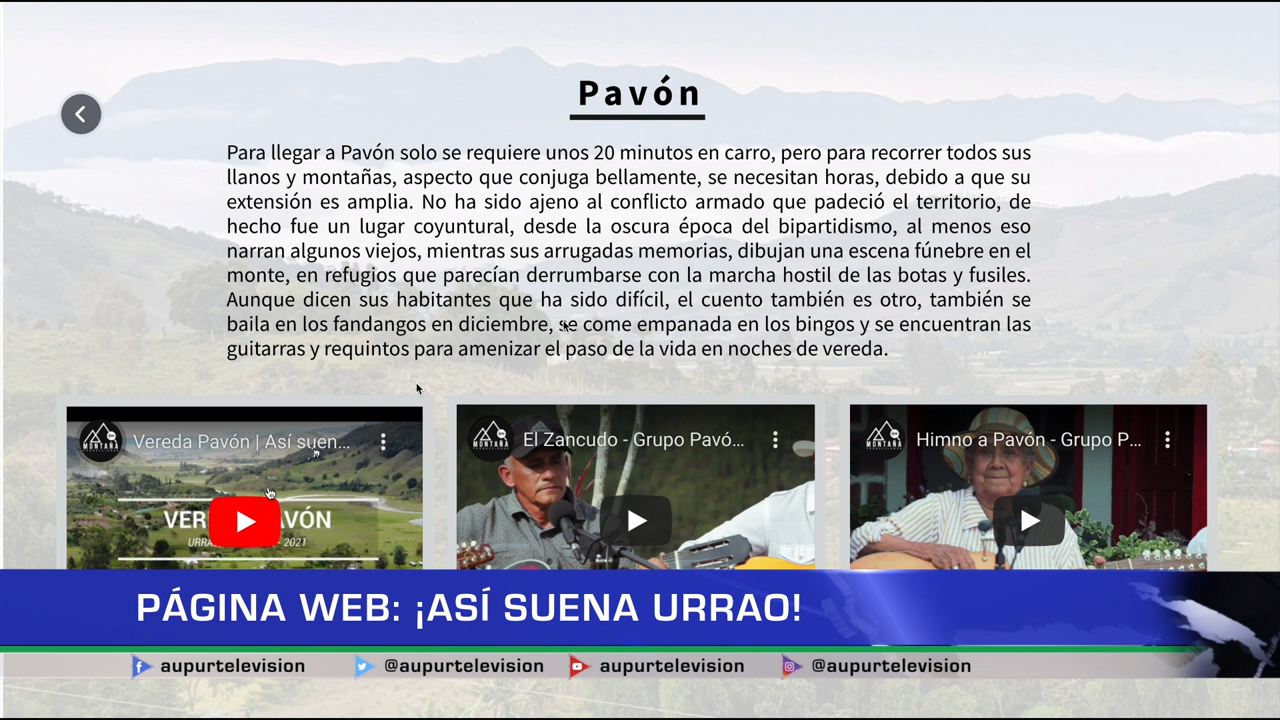 Pavón
Para llegar a Pavón solo se requiere unos 20 minutos en carro, pero para recorrer todos sus
llanos y montañas, aspecto que conjuga bellamente, se necesitan horas, debido a que su
extensión es amplia. No ha sido ajeno al conflicto armado que padeció el territorio, de
hecho fue un lugar coyuntural, desde la oscura época del bipartidismo, al menos eso
narran algunos viejos, mientras sus arrugadas memorias, dibujan una escena fúnebre en el
monte, en refugios que parecían derrumbarse con la marcha hostil de las botas y fusiles.
Aunque dicen sus habitantes que ha sido difícil, el cuento también es otro, también se
baila en los fandangos en diciembre, se come empanada en los bingos y se encuentran las
guitarras y requintos para amenizar el paso de la vida en noches de vereda.
MONTAÑA Vereda Pavón | Así suen...
MONTAÑA El Zancudo - Grupo Pavó...
MONTAÑA Himno a Pavón - Grupo P...
2021
PÁGINA WEB: ¡ASÍ SUENA URRAO!
aupurtelevision @aupurtelevision aupurtelevision @aupurtelevision